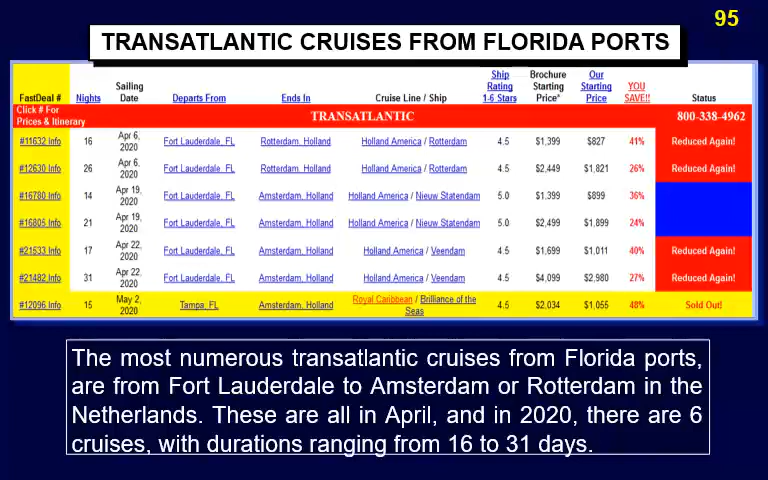 95
TRANSATLANTIC CRUISES FROM FLORIDA PORTS
FastDeal # Nights Sailing Date Departs From Ends In Cruise Line / Ship Ship Rating 1-6 Stars Brochure Starting Price* Our Starting Price YOU SAVE!! Status
Click # For Prices & Itinerary TRANSATLANTIC 800-338-4962
#11632 Info 16 Apr 6, 2020 Fort Lauderdale, FL Rotterdam, Holland Holland America / Rotterdam 4.5 $1,399 $827 41% Reduced Again!
#12630 Info 26 Apr 6, 2020 Fort Lauderdale, FL Rotterdam, Holland Holland America / Rotterdam 4.5 $2,449 $1,821 26% Reduced Again!
#16780 Info 14 Apr 19, 2020 Fort Lauderdale, FL Amsterdam, Holland Holland America / Nieuw Statendam 5.0 $1,399 $899 36%
#16805 Info 21 Apr 19, 2020 Fort Lauderdale, FL Amsterdam, Holland Holland America / Nieuw Statendam 5.0 $2,499 $1,899 24%
#21533 Info 17 Apr 22, 2020 Fort Lauderdale, FL Amsterdam, Holland Holland America / Veendam 4.5 $1,699 $1,011 40% Reduced Again!
#21482 Info 31 Apr 22, 2020 Fort Lauderdale, FL Amsterdam, Holland Holland America / Veendam 4.5 $4,099 $2,980 27% Reduced Again!
#12096 Info 15 May 2, 2020 Tampa, FL Amsterdam, Holland Royal Caribbean / Brilliance of the Seas 4.5 $2,034 $1,055 48% Sold Out!
The most numerous transatlantic cruises from Florida ports,
are from Fort Lauderdale to Amsterdam or Rotterdam in the
Netherlands. These are all in April, and in 2020, there are 6
cruises, with durations ranging from 16 to 31 days.